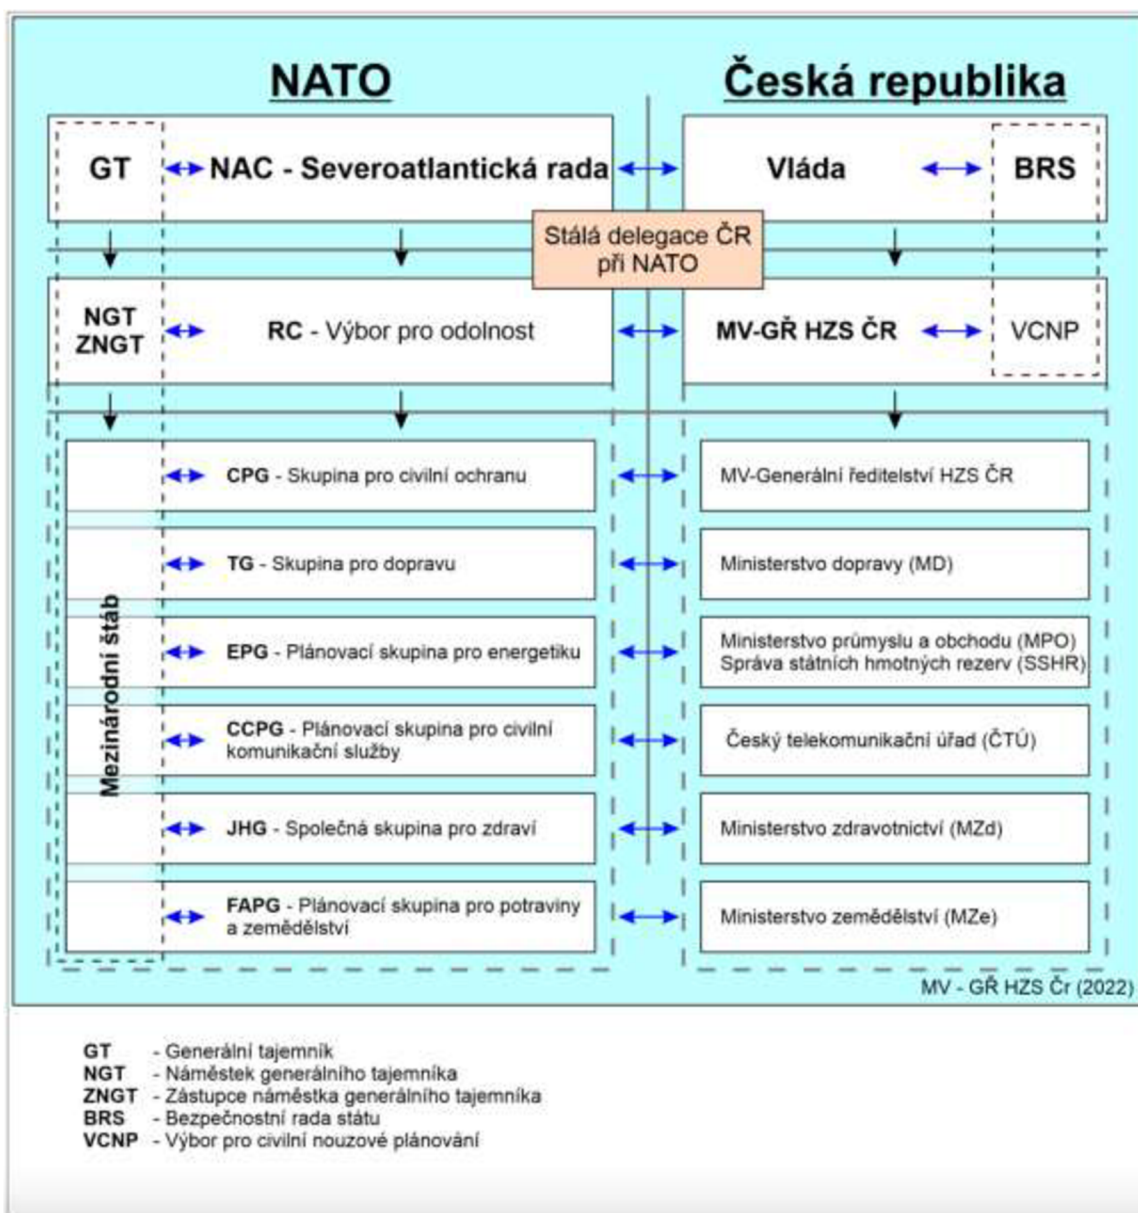 NATO
Česká republika
GT
NAC - Severoatlantická rada
Vláda
BRS
Stálá delegace ČR
při NATO
NGT
ZNGT
RC - Výbor pro odolnost
MV-GŘ HZS ČR
VCNP
Mezinárodní štáb
CPG - Skupina pro civilní ochranu
MV-Generální ředitelství HZS ČR
TG - Skupina pro dopravu
Ministerstvo dopravy (MD)
EPG - Plánovací skupina pro energetiku
Ministerstvo průmyslu a obchodu (MPO)
Správa státních hmotných rezerv (SSHR)
CCPG - Plánovací skupina pro civilní
komunikační služby
Český telekomunikační úřad (ČTÚ)
JHG - Společná skupina pro zdraví
Ministerstvo zdravotnictví (MZd)
FAPG - Plánovací skupina pro potraviny
a zemědělství
Ministerstvo zemědělství (MZe)
MV - GŘ HZS Čr (2022)
GT - Generální tajemník
NGT - Náměstek generálního tajemníka
ZNGT - Zástupce náměstka generálního tajemníka
BRS - Bezpečnostní rada státu
VCNP - Výbor pro civilní nouzové plánování